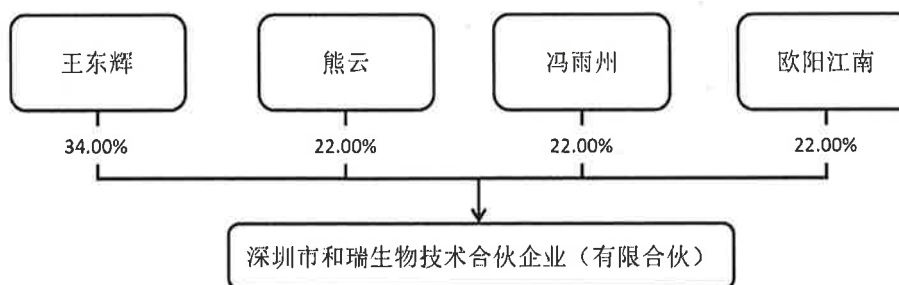 王东辉
熊云
冯雨州
欧阳江南
34.00%
22.00%
22.00%
22.00%
深圳市和瑞生物技术合伙企业（有限合伙）